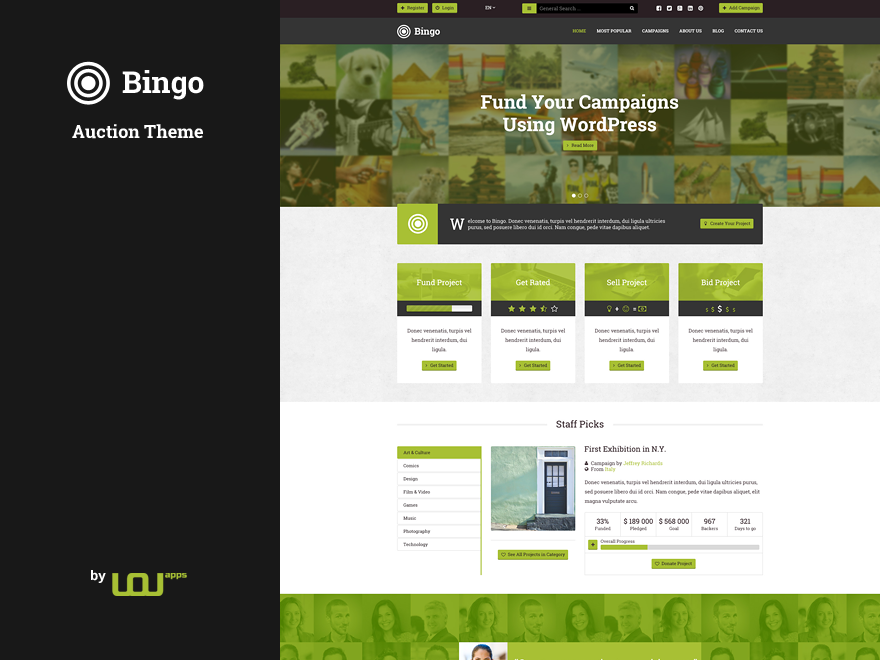 Bingo
Auction Theme
by
apps
Register
Login
EN
General Search ...
Add Campaign
Bingo
HOME
MOST POPULAR
CAMPAIGNS
ABOUT US
BLOG
CONTACT US
Fund Your Campaigns
Using WordPress
Read More
Welcome to Bingo. Donec venenatis, turpis vel hendrerit interdum, dui ligula ultricies
purus, sed posuere libero dui id orci. Nam congue, pede vitae dapibus aliquet
Create Your Project
Fund Project
Donec venenatis, turpis vel
hendrerit interdum, dui
ligula.
Get Started
Get Rated
Donec venenatis, turpis vel
hendrerit interdum, dui
ligula.
Get Started
Sell Project
Donec venenatis, turpis vel
hendrerit interdum, dui
ligula.
Get Started
Bid Project
$ $ $ $ $
Donec venenatis, turpis vel
hendrerit interdum, dui
ligula.
Get Started
Staff Picks
Art & Culture
Comics
Design
Film & Video
Games
Music
Photography
Technology
See All Projects in Category
First Exhibition in N.Y.
Campaign by Jeffrey Richards
From Italy
Donec venenatis, turpis vel hendrerit interdum, dui ligula ultricies purus,
sed posuere libero dui id orci. Nam congue, pede vitae dapibus aliquet, elit
magna vulputate arcu.
33%
Funded
$ 189 000
Pledged
$ 568 000
Goal
967
Backers
321
Days to go
Overall Progress
Donate Project